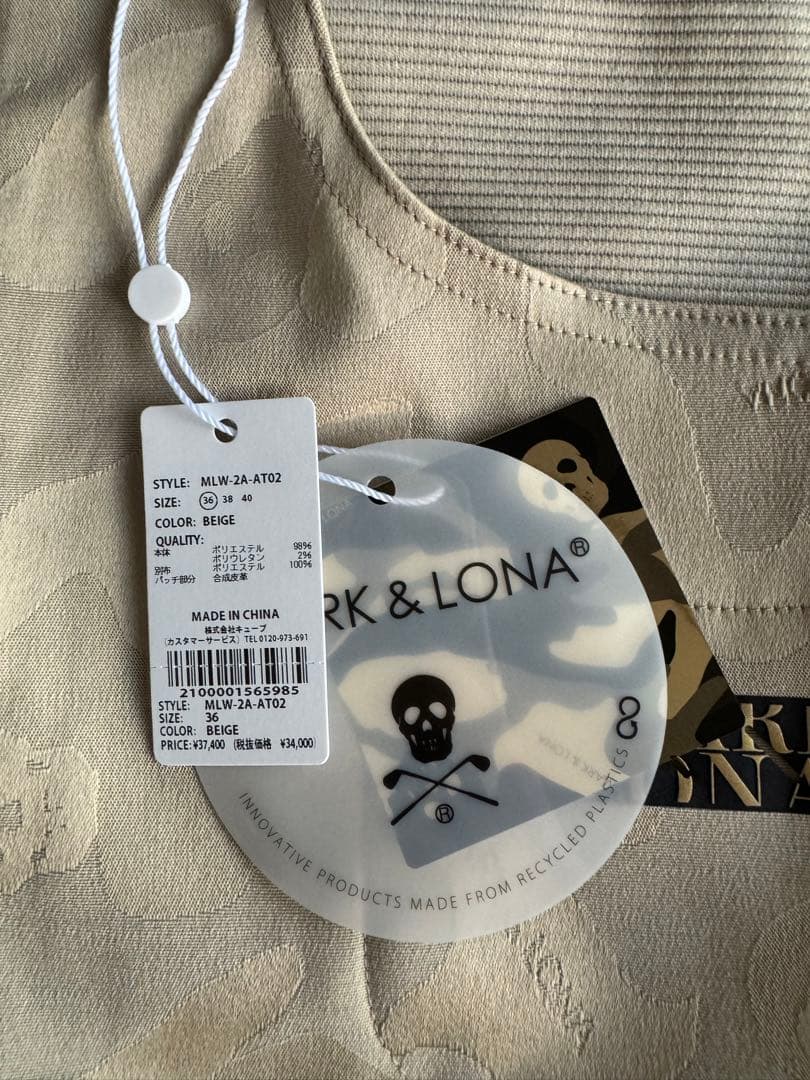 STYLE: MLW-2A-AT02
SIZE: 36 38 40
COLOR: BEIGE
QUALITY:
本体 ポリエステル 98%
ポリウレタン 2%
別布 ポリエステル 100%
パッチ部分 合成皮革
MADE IN CHINA
株式会社キューブ
(カスタマーサービス) TEL 0120-973-691
2100001565985
STYLE: MLW-2A-AT02
SIZE: 36
COLOR: BEIGE
PRICE: ¥37,400 (税抜価格 ¥34,000)
RK & LONA®
®
INNOVATIVE PRODUCTS MADE FROM RECYCLED PLASTICS
ARK & LONA
LONA